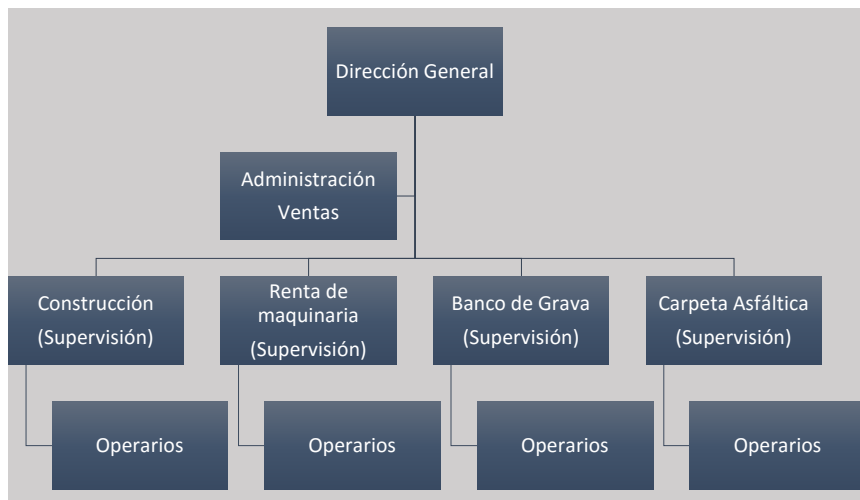 Dirección General
Administración
Ventas
Construcción
(Supervisión)
Renta de
maquinaria
(Supervisión)
Banco de Grava
(Supervisión)
Carpeta Asfáltica
(Supervisión)
Operarios
Operarios
Operarios
Operarios